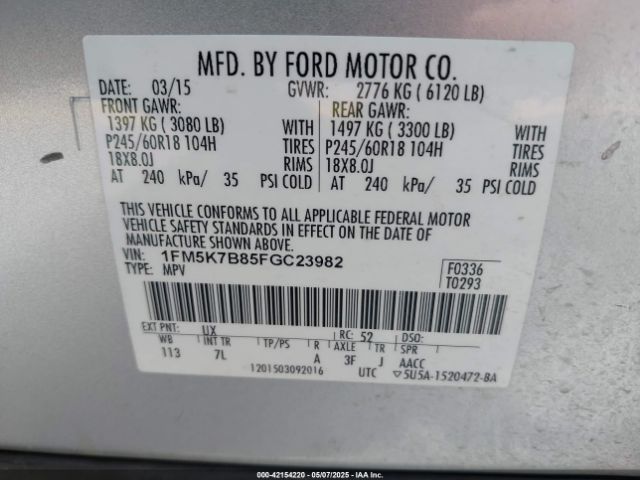 MFD. BY FORD MOTOR CO.
DATE: 03/15 GVWR: 2776 KG ( 6120 LB)
FRONT GAWR: REAR GAWR:
1397 KG ( 3080 LB) WITH 1497 KG ( 3300 LB) WITH
P245/60R18 104H TIRES P245/60R18 104H TIRES
18X8.0J RIMS 18X8.0J RIMS
AT 240 kPa/ 35 PSI COLD AT 240 kPa/ 35 PSI COLD
THIS VEHICLE CONFORMS TO ALL APPLICABLE FEDERAL MOTOR
VEHICLE SAFETY STANDARDS IN EFFECT ON THE DATE OF
MANUFACTURE SHOWN ABOVE.
VIN: 1FM5K7B85FGC23982 F0336
TYPE: MPV T0293
EXT PNT: UX RC: 52 DSO:
WB INT TR TP/PS R AXLE TR SPR
113 7L A 3F J AACC
1201503092016 UTC ▽5U5A-1520472-BA
000-42154220 - 05/07/2025 - IAAI.COM